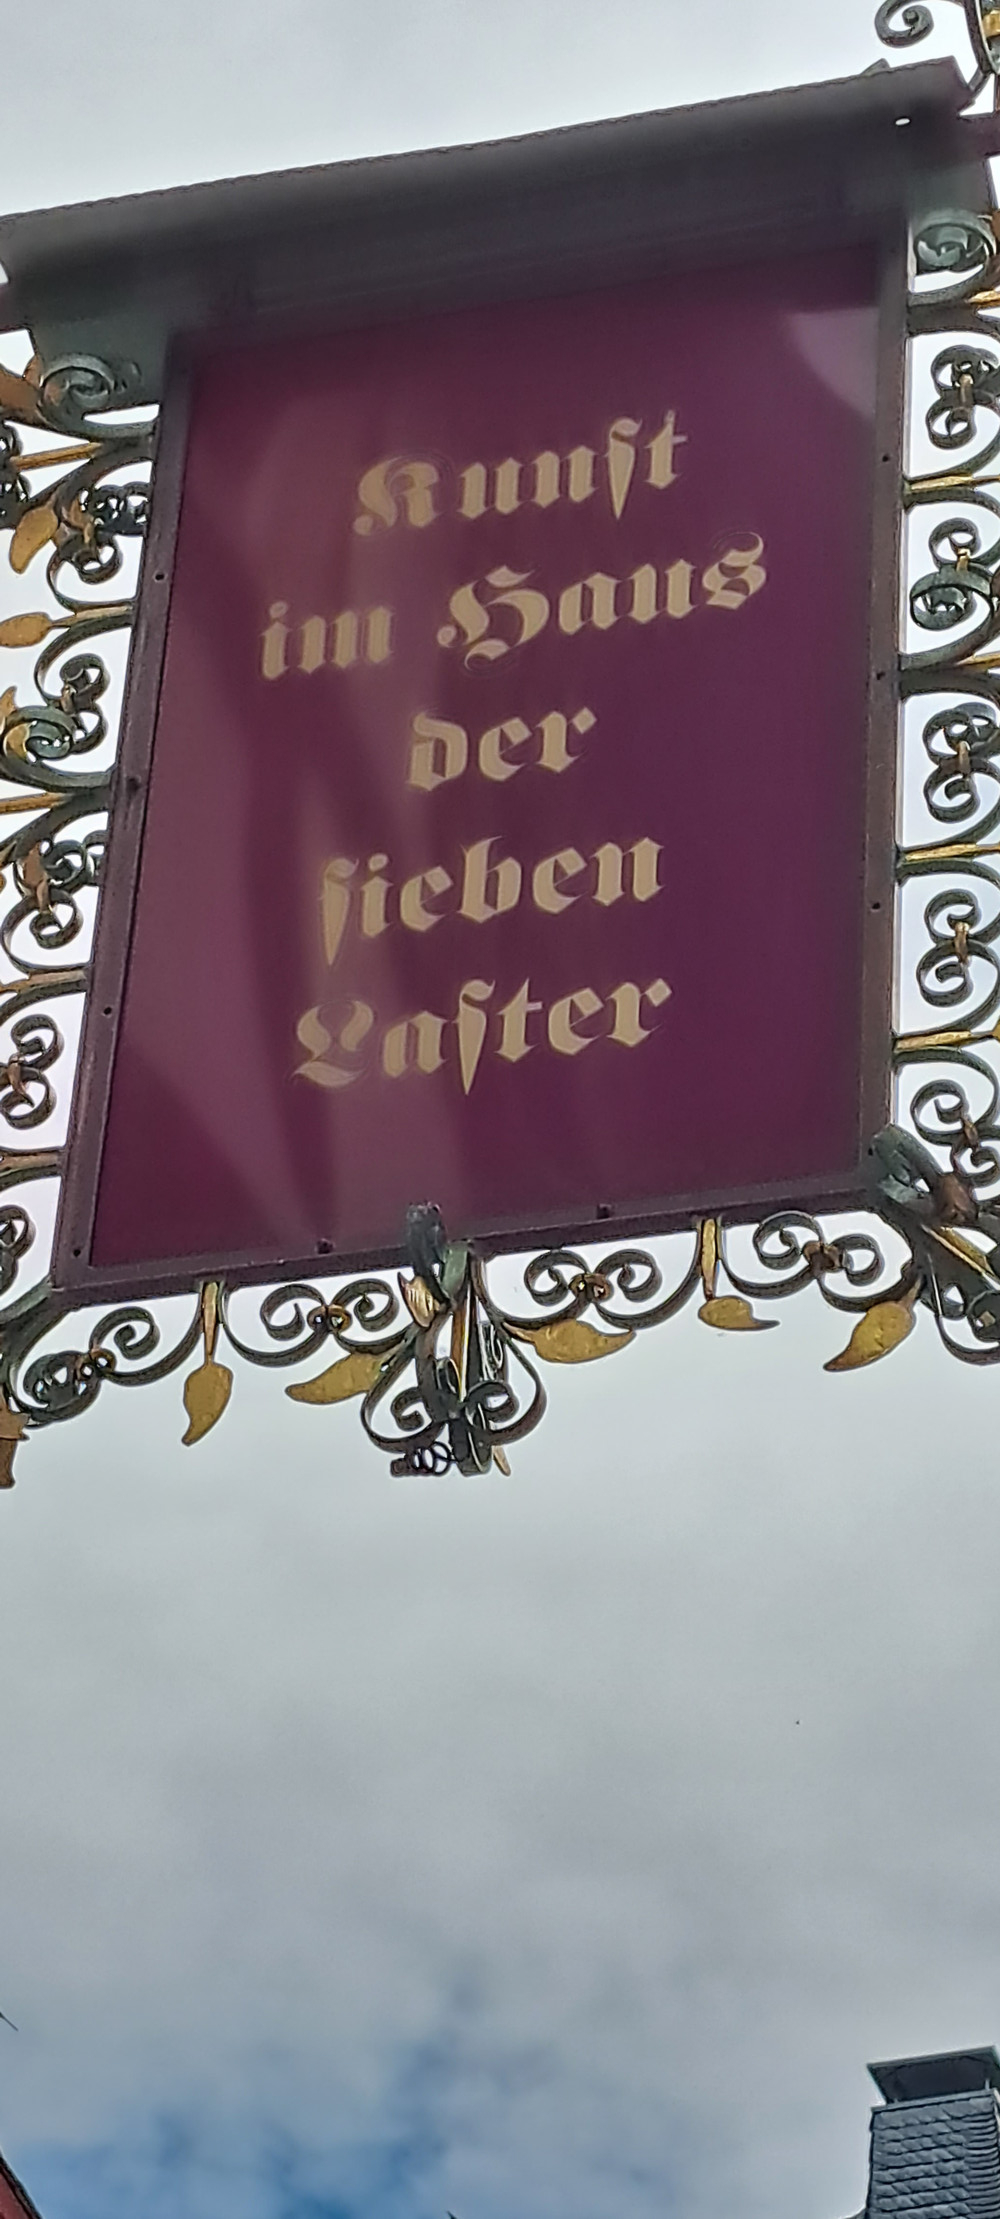 Kunſt
im Haus
der
ſieben
Laſter